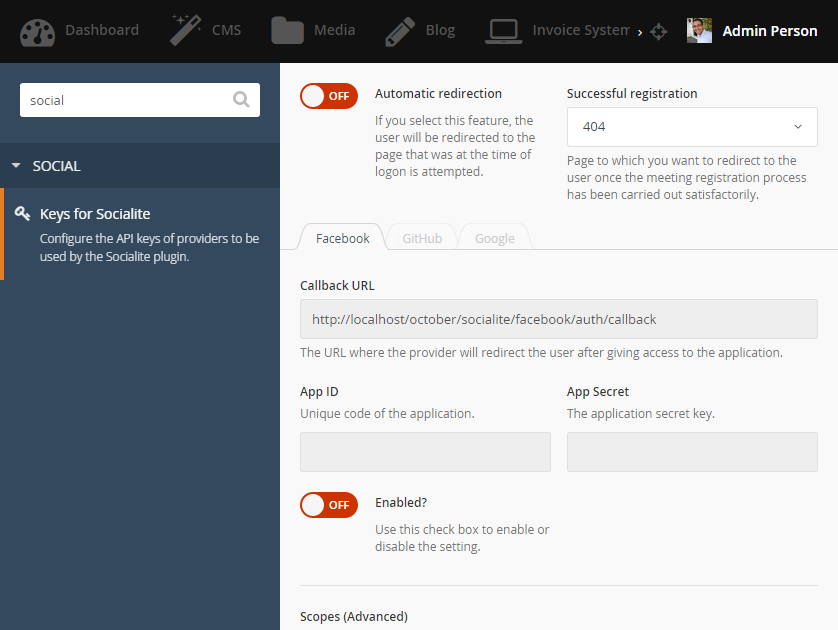 Dashboard CMS Media Blog Invoice System › Admin Person
social
SOCIAL
Keys for Socialite
Configure the API keys of providers to be
used by the Socialite plugin.
OFF
Automatic redirection
If you select this feature, the
user will be redirected to the
page that was at the time of
logon is attempted.
Successful registration
404
Page to which you want to redirect to the
user once the meeting registration process
has been carried out satisfactorily.
Facebook GitHub Google
Callback URL
http://localhost/october/socialite/facebook/auth/callback
The URL where the provider will redirect the user after giving access to the application.
App ID
Unique code of the application.
App Secret
The application secret key.
OFF
Enabled?
Use this check box to enable or
disable the setting.
Scopes (Advanced)